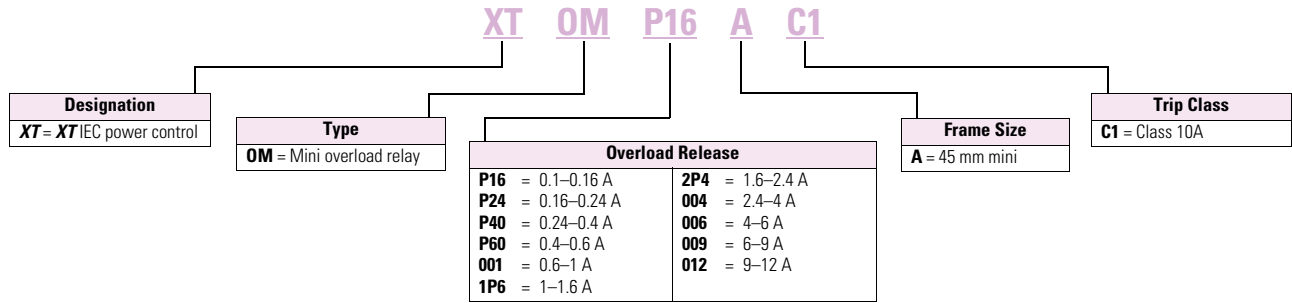 XT OM P16 A C1
Designation
XT = XT IEC power control
Type
OM = Mini overload relay
Overload Release
P16 = 0.1–0.16 A
P24 = 0.16–0.24 A
P40 = 0.24–0.4 A
P60 = 0.4–0.6 A
001 = 0.6–1 A
1P6 = 1–1.6 A
2P4 = 1.6–2.4 A
004 = 2.4–4 A
006 = 4–6 A
009 = 6–9 A
012 = 9–12 A
Frame Size
A = 45 mm mini
Trip Class
C1 = Class 10A